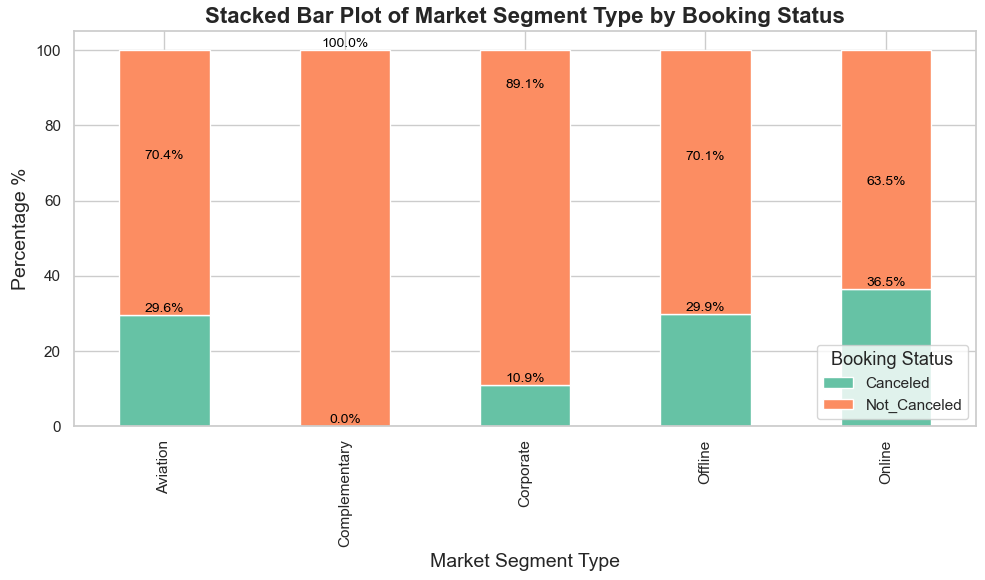 Stacked Bar Plot of Market Segment Type by Booking Status
Percentage %
100
80
60
40
20
0
70.4%
29.6%
100.0%
0.0%
89.1%
10.9%
70.1%
29.9%
63.5%
36.5%
Booking Status
Canceled
Not_Canceled
Aviation
Complementary
Corporate
Offline
Online
Market Segment Type